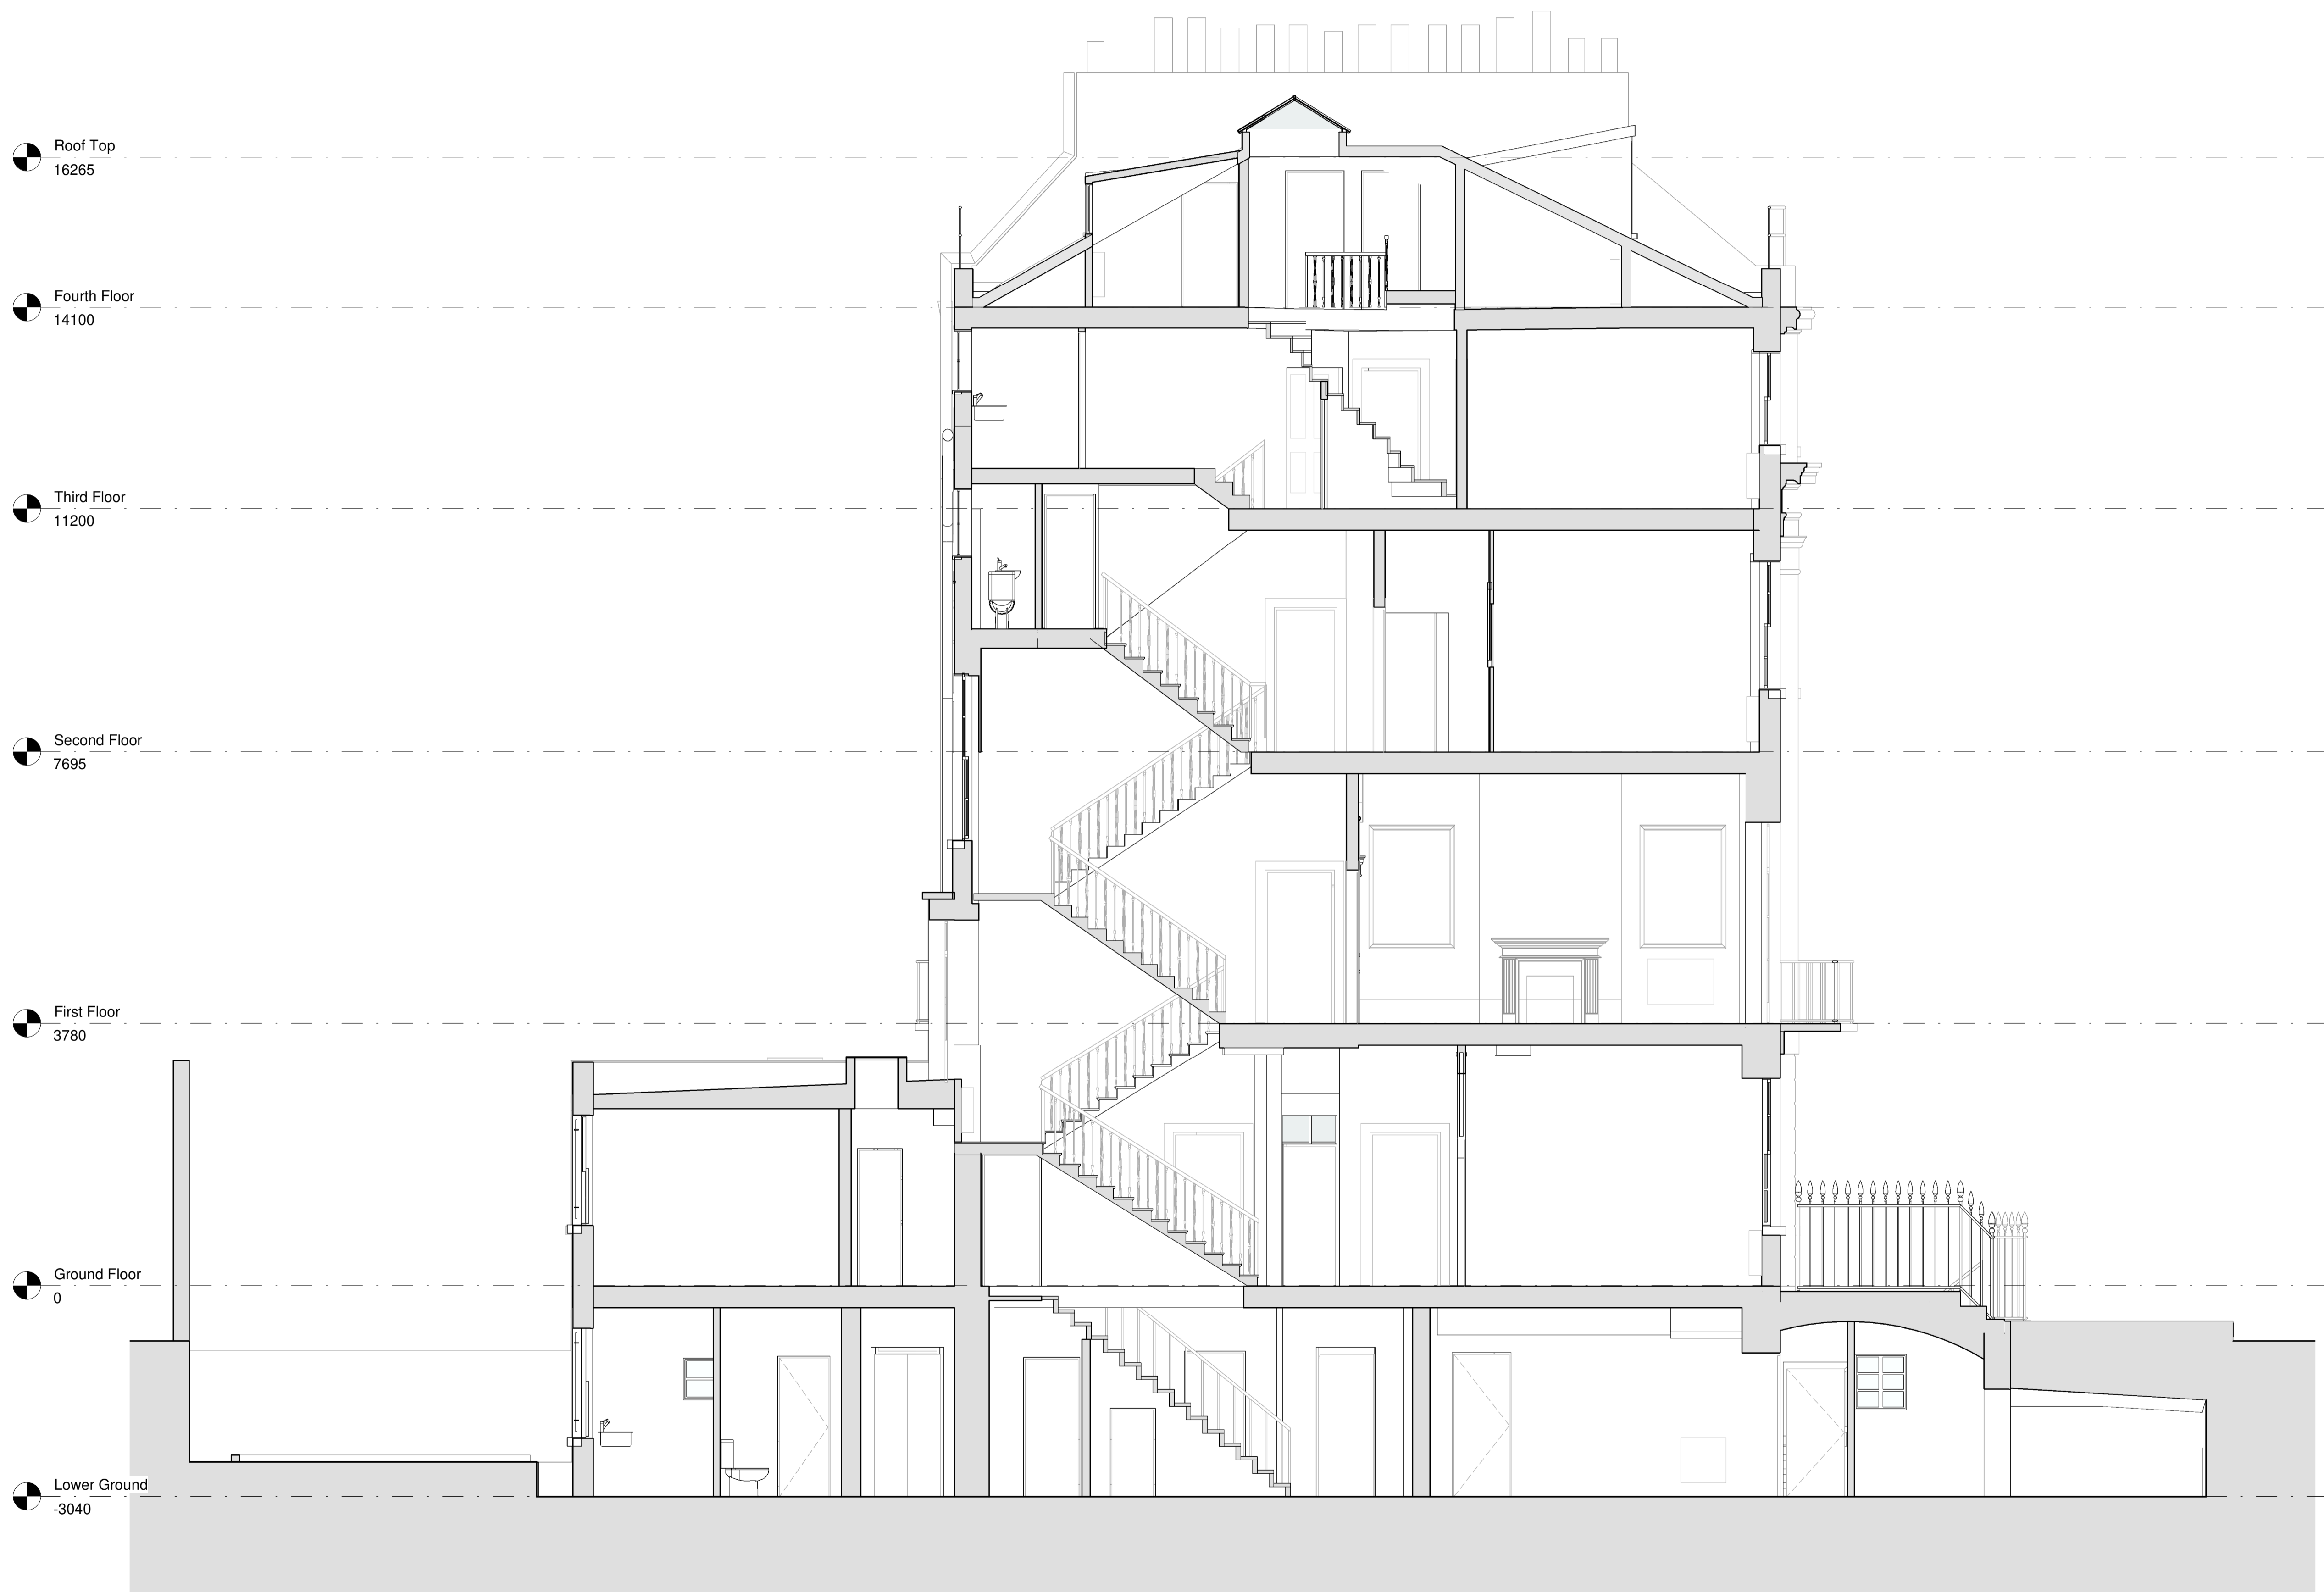 Roof Top
16265
Fourth Floor
14100
Third Floor
11200
Second Floor
7695
First Floor
3780
Ground Floor
0
Lower Ground
-3040